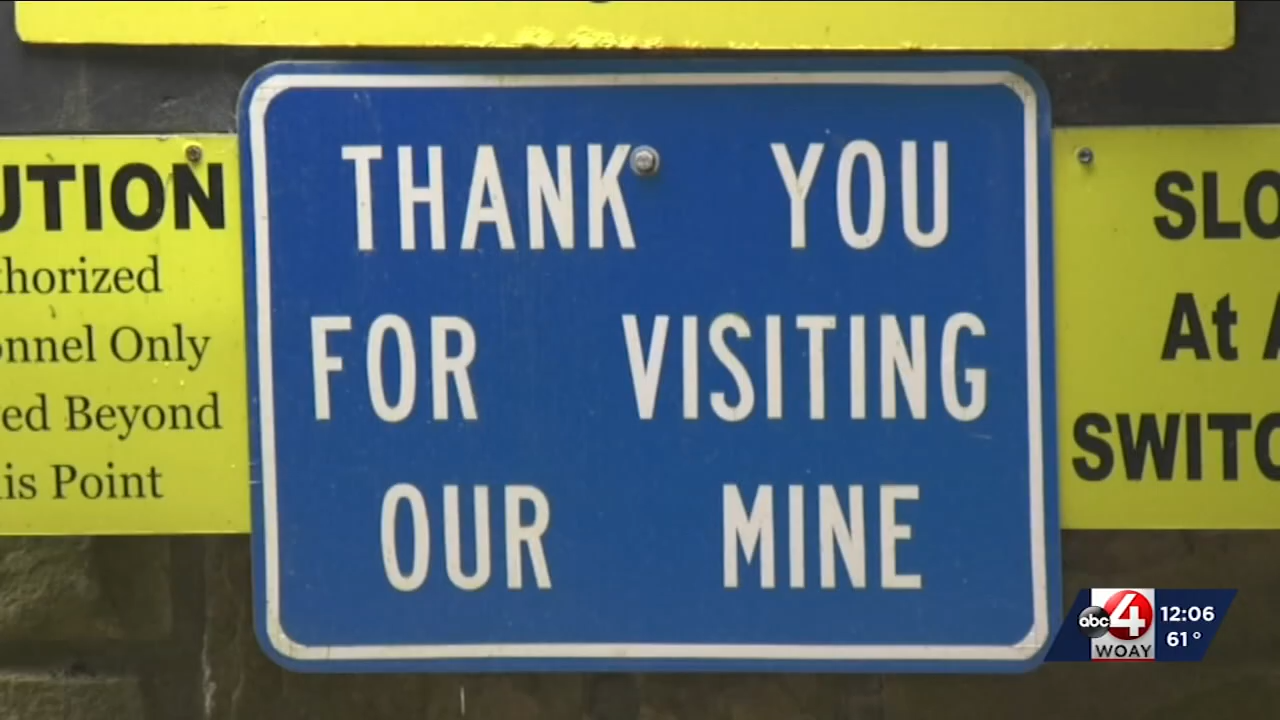 THANK YOU
FOR VISITING
OUR MINE
UTION
thorized
onnel Only
ed Beyond
is Point
SLO
At A
SWITC
abc 4
WOAY
12:06
61°